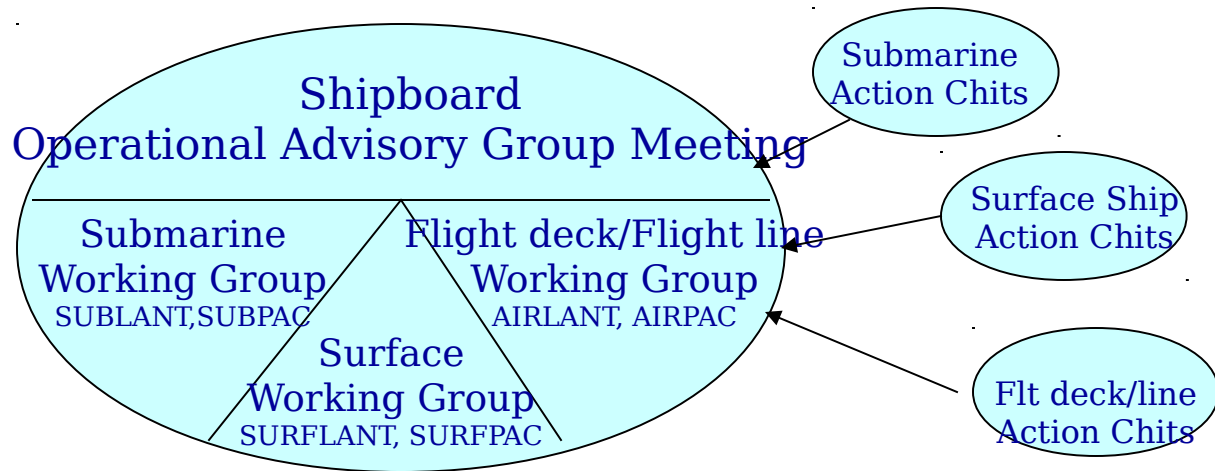 Shipboard
Operational Advisory Group Meeting
Submarine
Working Group
SUBLANT,SUBPAC
Flight deck/Flight line
Working Group
AIRLANT, AIRPAC
Surface
Working Group
SURFLANT, SURFPAC
Submarine
Action Chits
Surface Ship
Action Chits
Flt deck/line
Action Chits